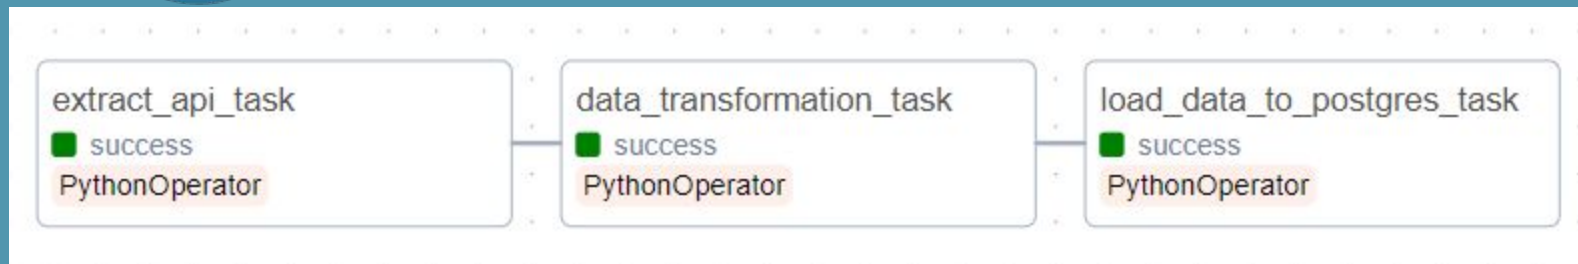 extract_api_task
success
PythonOperator
data_transformation_task
success
PythonOperator
load_data_to_postgres_task
success
PythonOperator